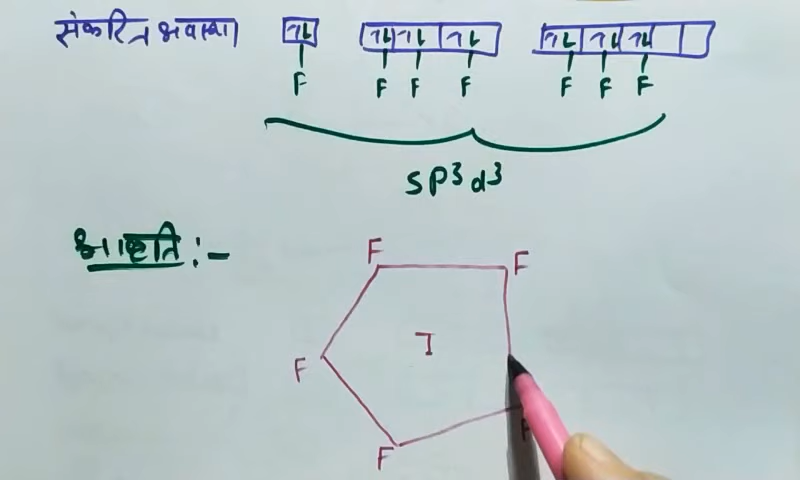 संकरित अवस्था
F F F F F F F
sp³d³
आकृति :-
F F
I
F
F F